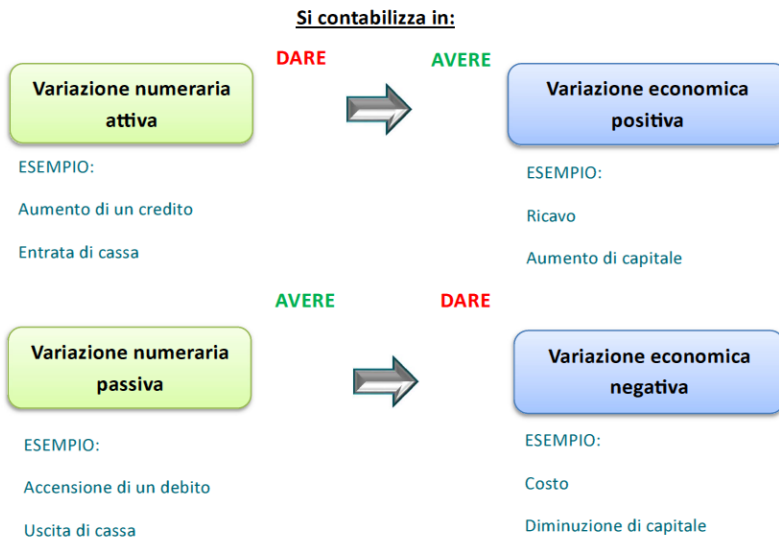 Si contabilizza in:
DARE
AVERE
Variazione numeraria
attiva
Variazione economica
positiva
ESEMPIO:
Aumento di un credito
Entrata di cassa
ESEMPIO:
Ricavo
Aumento di capitale
AVERE
DARE
Variazione numeraria
passiva
Variazione economica
negativa
ESEMPIO:
Accensione di un debito
Uscita di cassa
ESEMPIO:
Costo
Diminuzione di capitale